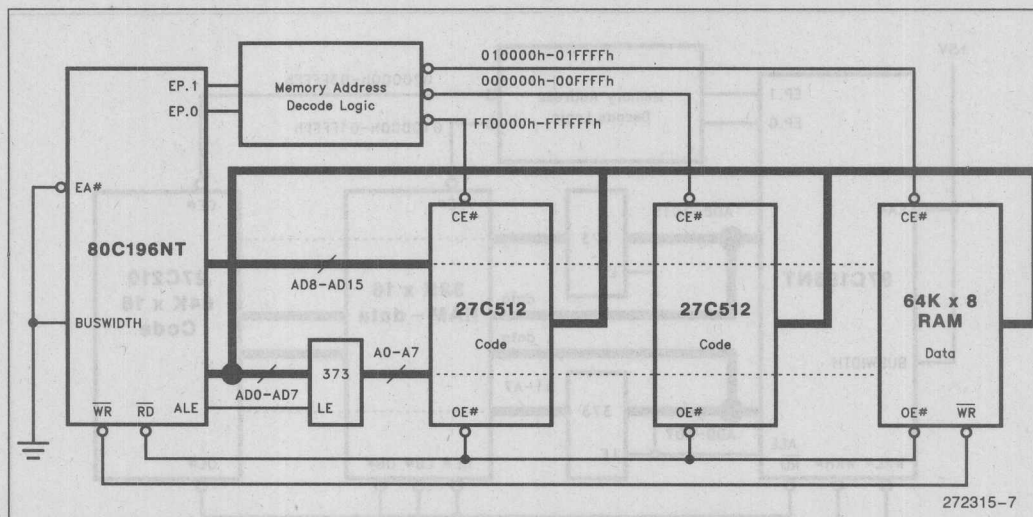 010000h-01FFFFh
EP.1
Memory Address
Decode Logic
000000h-00FFFFh
EP.0
FF0000h-FFFFFFh
EA#
CE#
CE#
CE#
80C196NT
AD8-AD15
27C512
Code
27C512
Code
64K x 8
RAM
Data
BUSWIDTH
373
A0-A7
AD0-AD7
WR
RD
ALE
LE
OE#
OE#
OE#
WR
272315-7